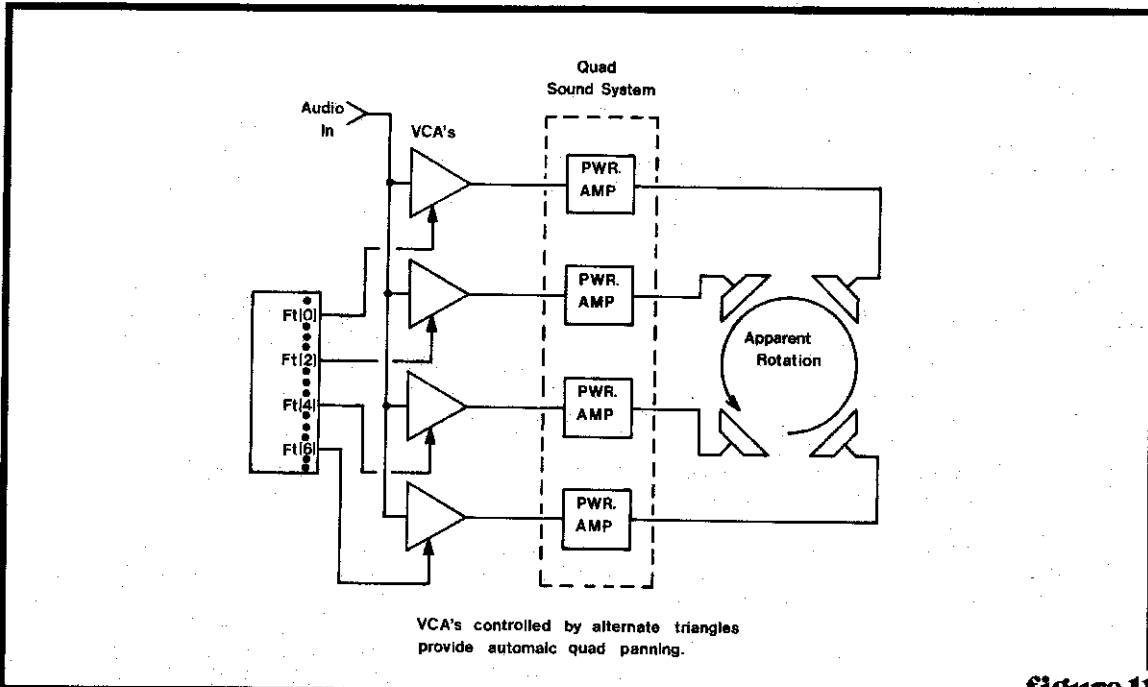 Quad
Sound System
Audio
In
VCA's
PWR.
AMP
PWR.
AMP
PWR.
AMP
PWR.
AMP
Ft[0]
Ft[2]
Ft[4]
Ft[6]
Apparent
Rotation
VCA's controlled by alternate triangles
provide automaic quad panning.